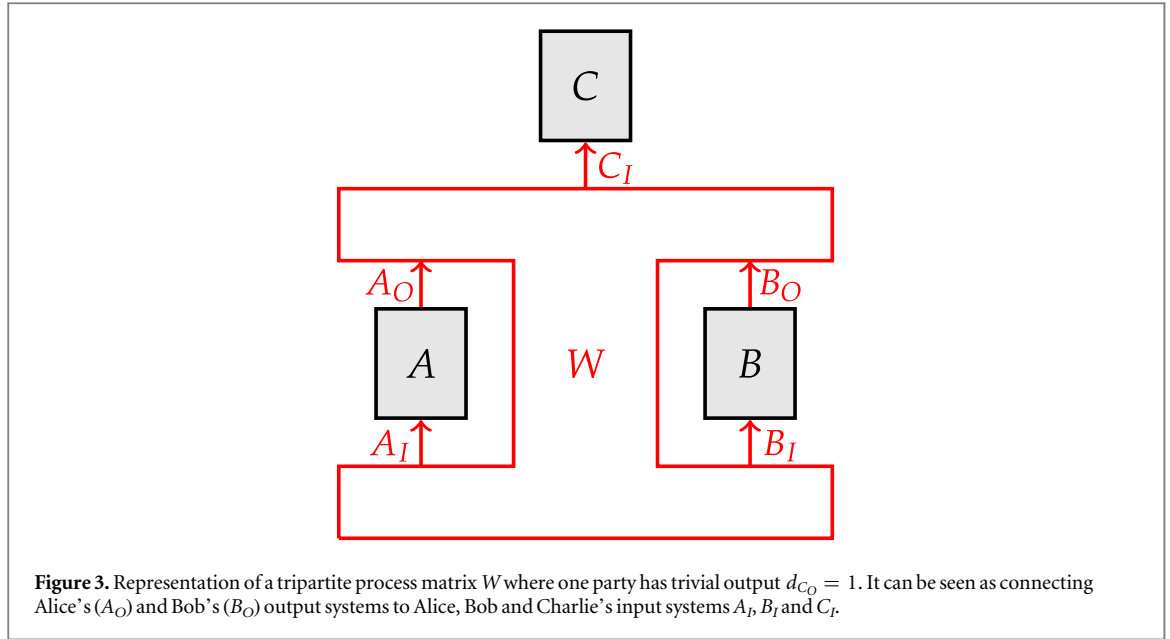 C
C_I
A_O
B_O
A
W
B
A_I
B_I
Figure 3. Representation of a tripartite process matrix W where one party has trivial output d_{C_O} = 1. It can be seen as connecting
Alice's (A_O) and Bob's (B_O) output systems to Alice, Bob and Charlie's input systems A_I, B_I and C_I.